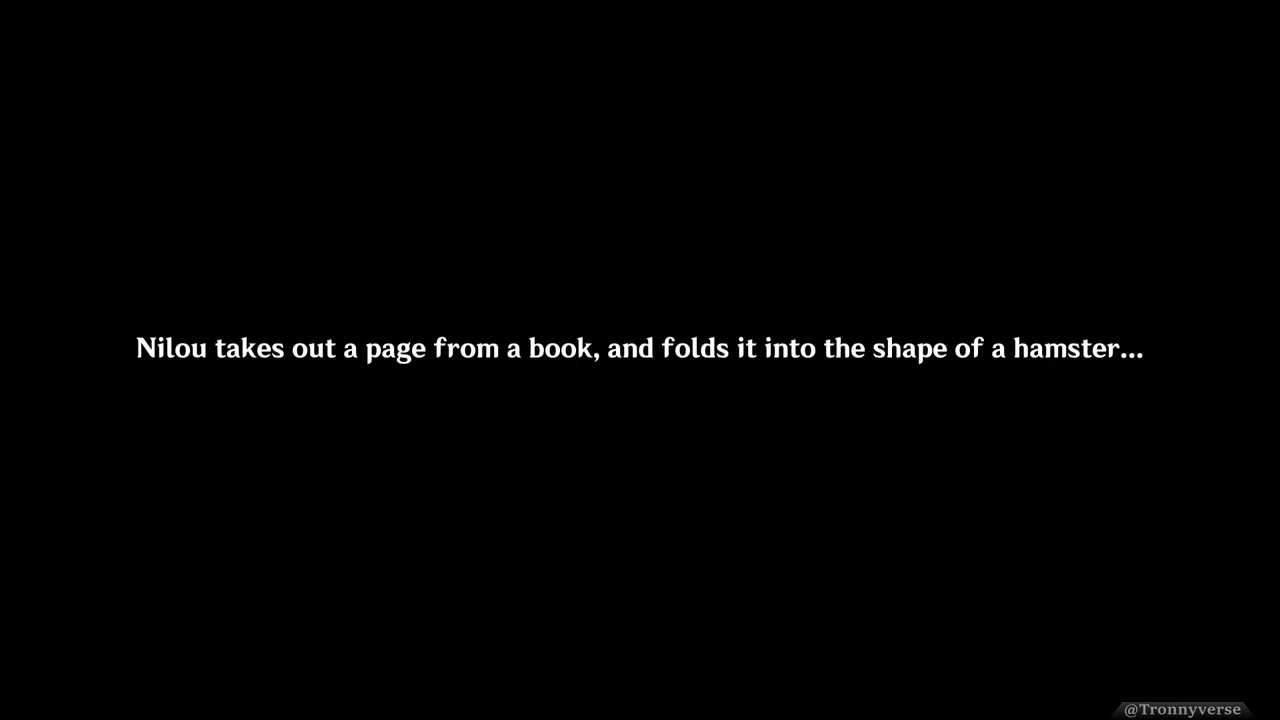 Nilou takes out a page from a book, and folds it into the shape of a hamster...
@Tronnyverse